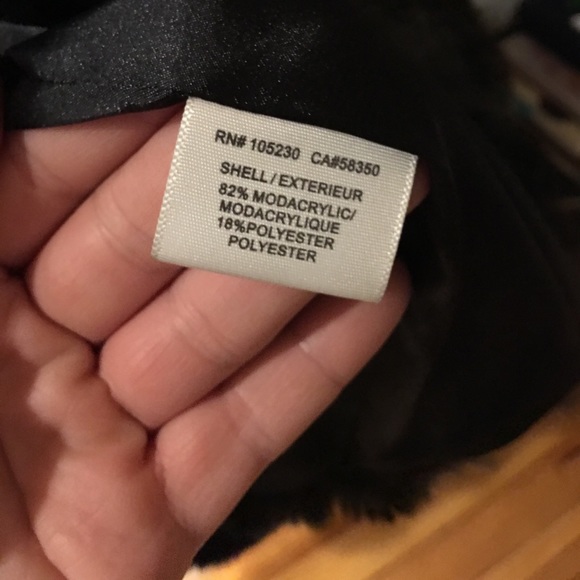 RN# 105230 CA#58350
SHELL/EXTERIEUR
82% MODACRYLIC/
MODACRYLIQUE
18%POLYESTER
POLYESTER